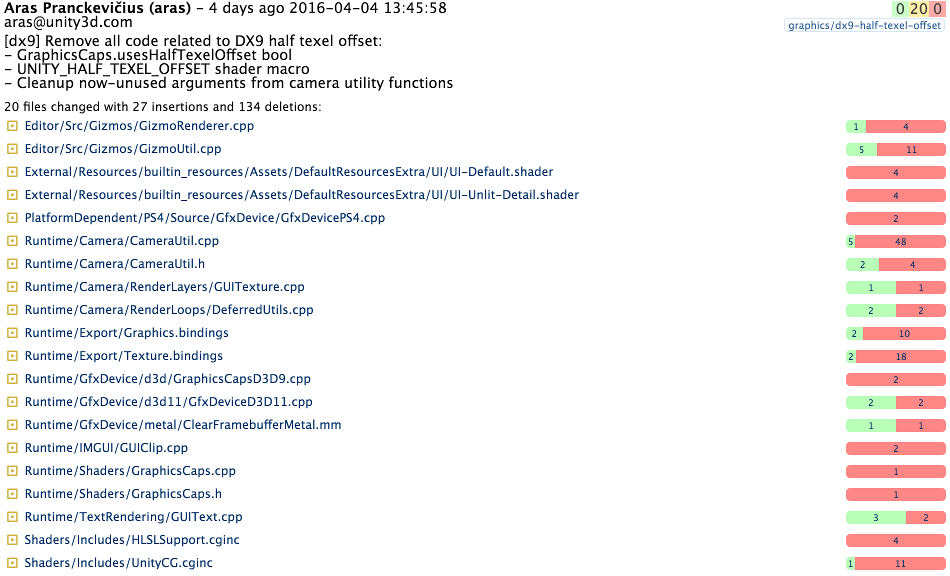 Aras Pranckevičius (aras) – 4 days ago 2016-04-04 13:45:58 0 20 0
aras@unity3d.com graphics/dx9-half-texel-offset
[dx9] Remove all code related to DX9 half texel offset:
- GraphicsCaps.usesHalfTexelOffset bool
- UNITY_HALF_TEXEL_OFFSET shader macro
- Cleanup now-unused arguments from camera utility functions
20 files changed with 27 insertions and 134 deletions:
Editor/Src/Gizmos/GizmoRenderer.cpp 1 4
Editor/Src/Gizmos/GizmoUtil.cpp 5 11
External/Resources/builtin_resources/Assets/DefaultResourcesExtra/UI/UI-Default.shader 4
External/Resources/builtin_resources/Assets/DefaultResourcesExtra/UI/UI-Unlit-Detail.shader 4
PlatformDependent/PS4/Source/GfxDevice/GfxDevicePS4.cpp 2
Runtime/Camera/CameraUtil.cpp 5 48
Runtime/Camera/CameraUtil.h 2 4
Runtime/Camera/RenderLayers/GUITexture.cpp 1 1
Runtime/Camera/RenderLoops/DeferredUtils.cpp 2 2
Runtime/Export/Graphics.bindings 2 10
Runtime/Export/Texture.bindings 2 18
Runtime/GfxDevice/d3d/GraphicsCapsD3D9.cpp 2
Runtime/GfxDevice/d3d11/GfxDeviceD3D11.cpp 2 2
Runtime/GfxDevice/metal/ClearFramebufferMetal.mm 1 1
Runtime/IMGUI/GUIClip.cpp 2
Runtime/Shaders/GraphicsCaps.cpp 1
Runtime/Shaders/GraphicsCaps.h 1
Runtime/TextRendering/GUIText.cpp 3 2
Shaders/Includes/HLSLSupport.cginc 4
Shaders/Includes/UnityCG.cginc 1 11